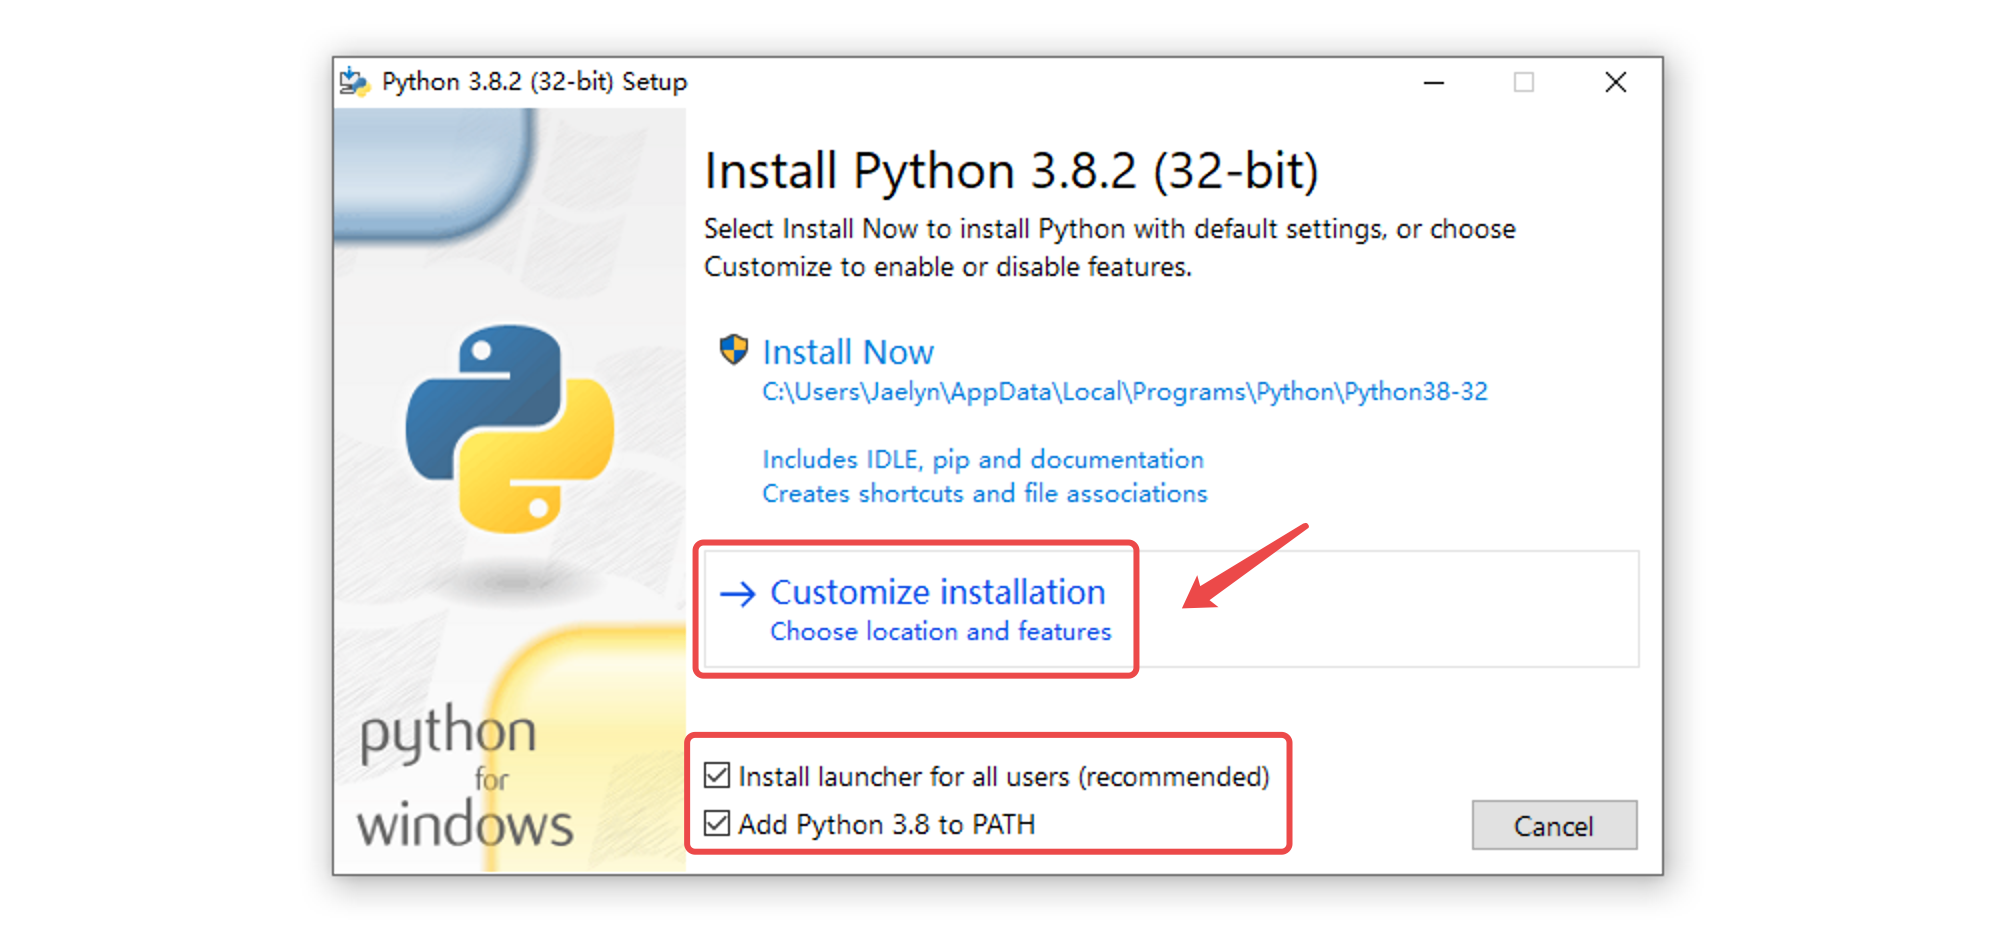 Python 3.8.2 (32-bit) Setup
Install Python 3.8.2 (32-bit)
Select Install Now to install Python with default settings, or choose
Customize to enable or disable features.
Install Now
C:\Users\Jaelyn\AppData\Local\Programs\Python\Python38-32
Includes IDLE, pip and documentation
Creates shortcuts and file associations
Customize installation
Choose location and features
python
for
windows
Install launcher for all users (recommended)
Add Python 3.8 to PATH
Cancel